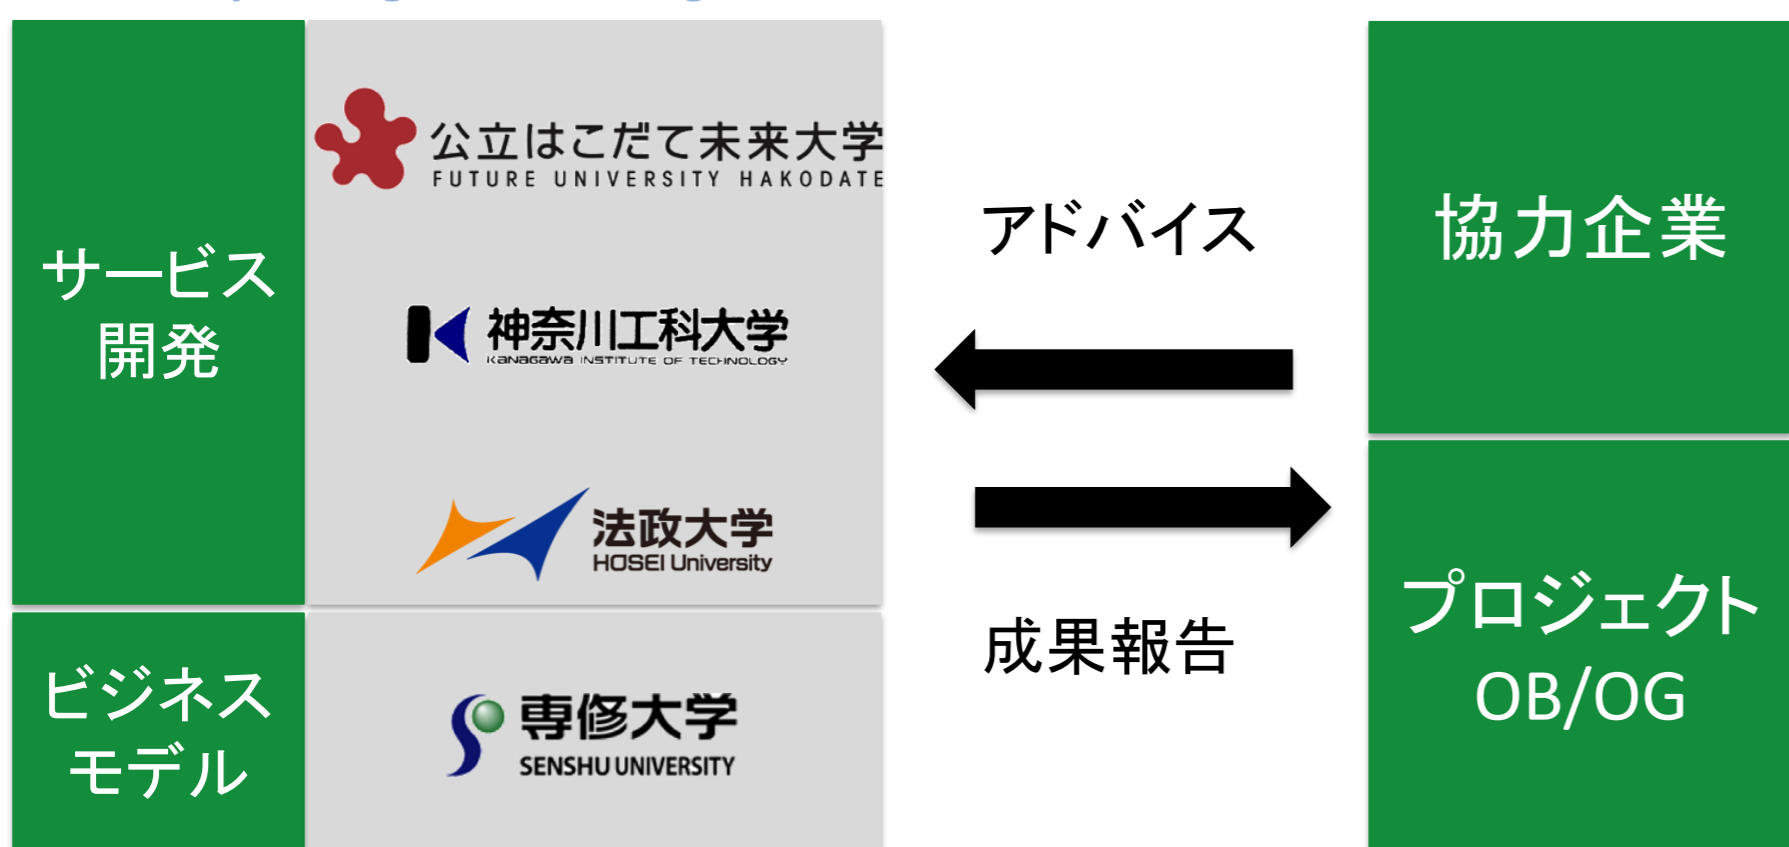 サービス
開発
公立はこだて未来大学
FUTURE UNIVERSITY HAKODATE
神奈川工科大学
KANAGAWA INSTITUTE OF TECHNOLOGY
法政大学
HOSEI University
ビジネス
モデル
専修大学
SENSHU UNIVERSITY
アドバイス
成果報告
協力企業
プロジェクト
OB/OG